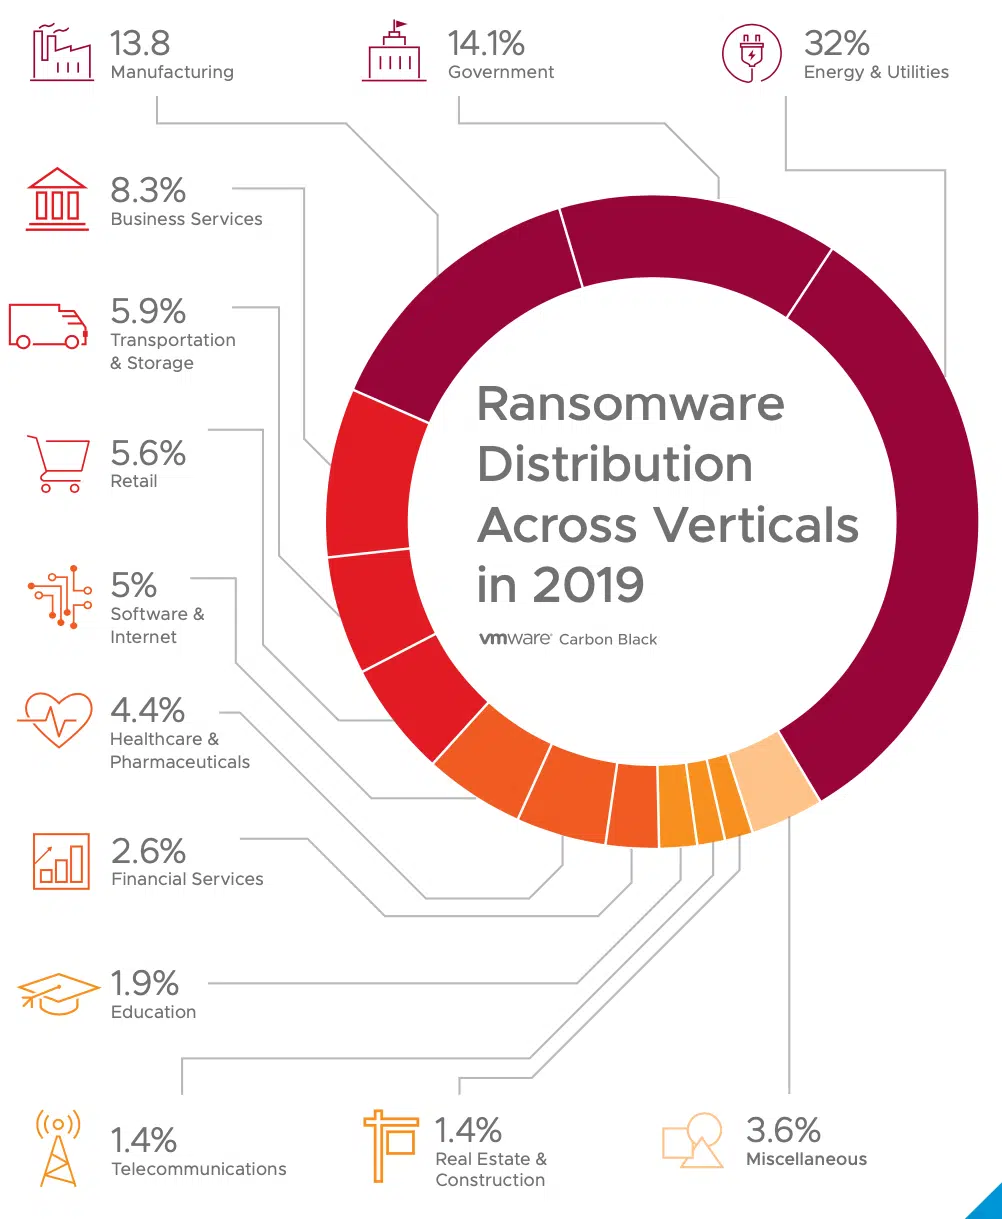 13.8
Manufacturing
14.1%
Government
32%
Energy & Utilities
8.3%
Business Services
5.9%
Transportation
& Storage
5.6%
Retail
5%
Software &
Internet
4.4%
Healthcare &
Pharmaceuticals
2.6%
Financial Services
1.9%
Education
1.4%
Telecommunications
1.4%
Real Estate &
Construction
3.6%
Miscellaneous
Ransomware
Distribution
Across Verticals
in 2019
vmware Carbon Black